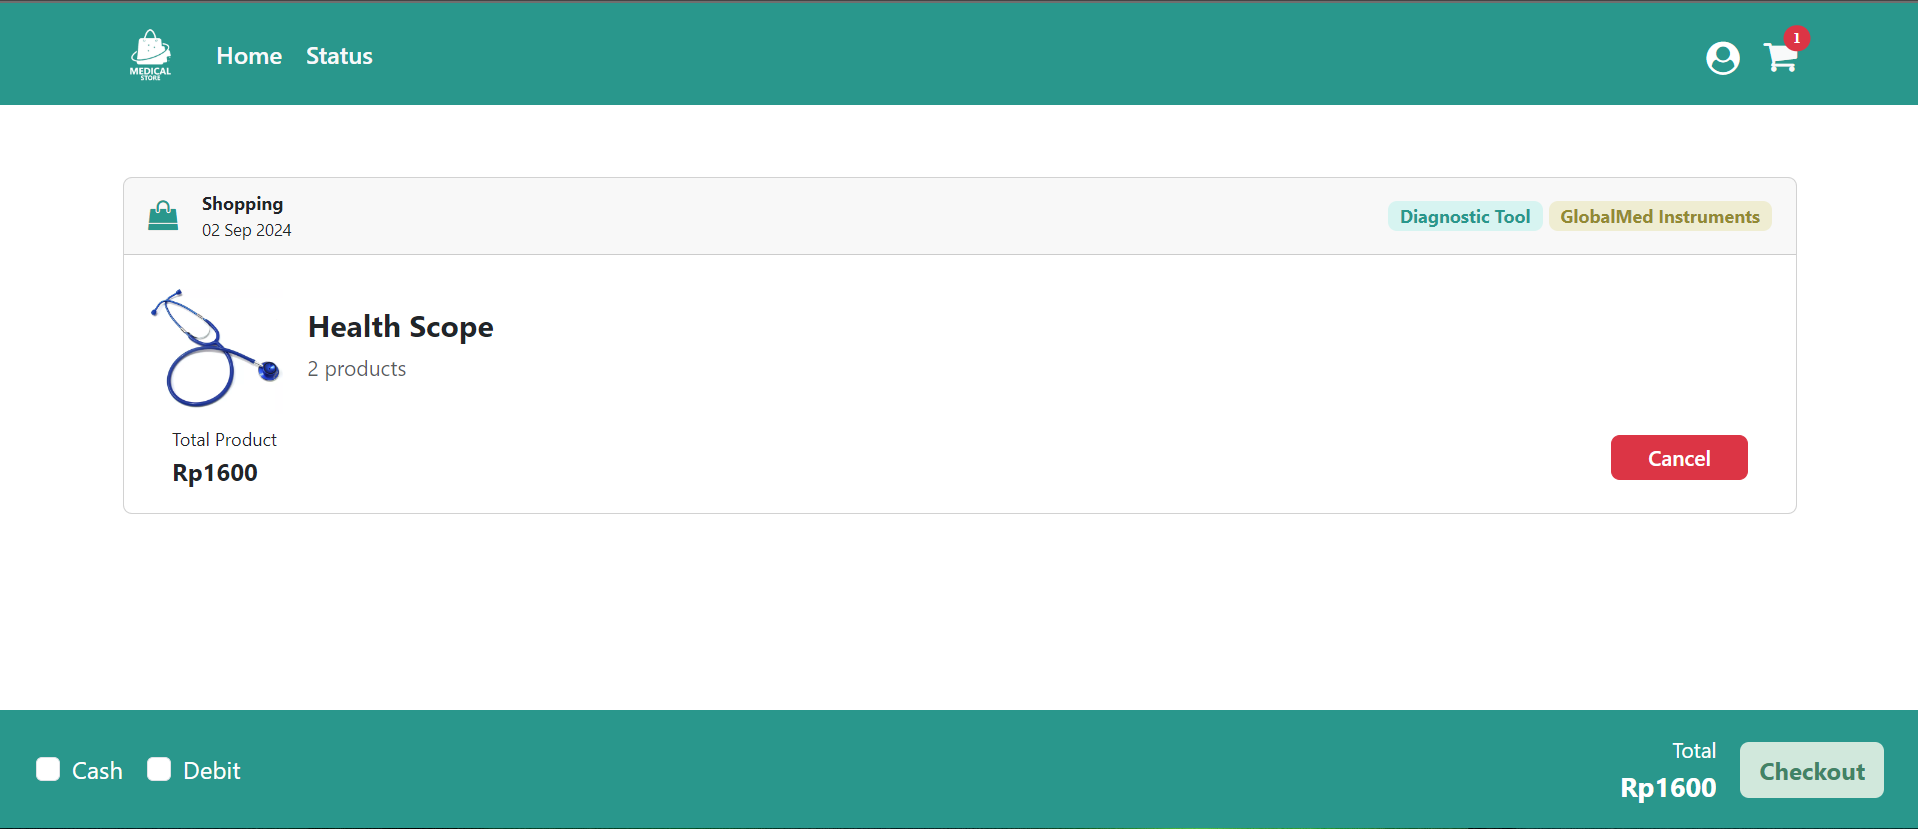 MEDICAL
STORE
Home Status
1
Shopping
02 Sep 2024
Diagnostic Tool GlobalMed Instruments
Health Scope
2 products
Total Product
Rp1600
Cancel
Cash Debit
Total
Rp1600
Checkout